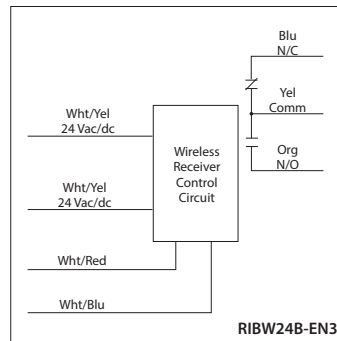 Blu
N/C
Yel
Comm
Org
N/O
Wht/Yel
24 Vac/dc
Wireless
Receiver
Control
Circuit
Wht/Yel
24 Vac/dc
Wht/Red
Wht/Blu
RIBW24B-EN3